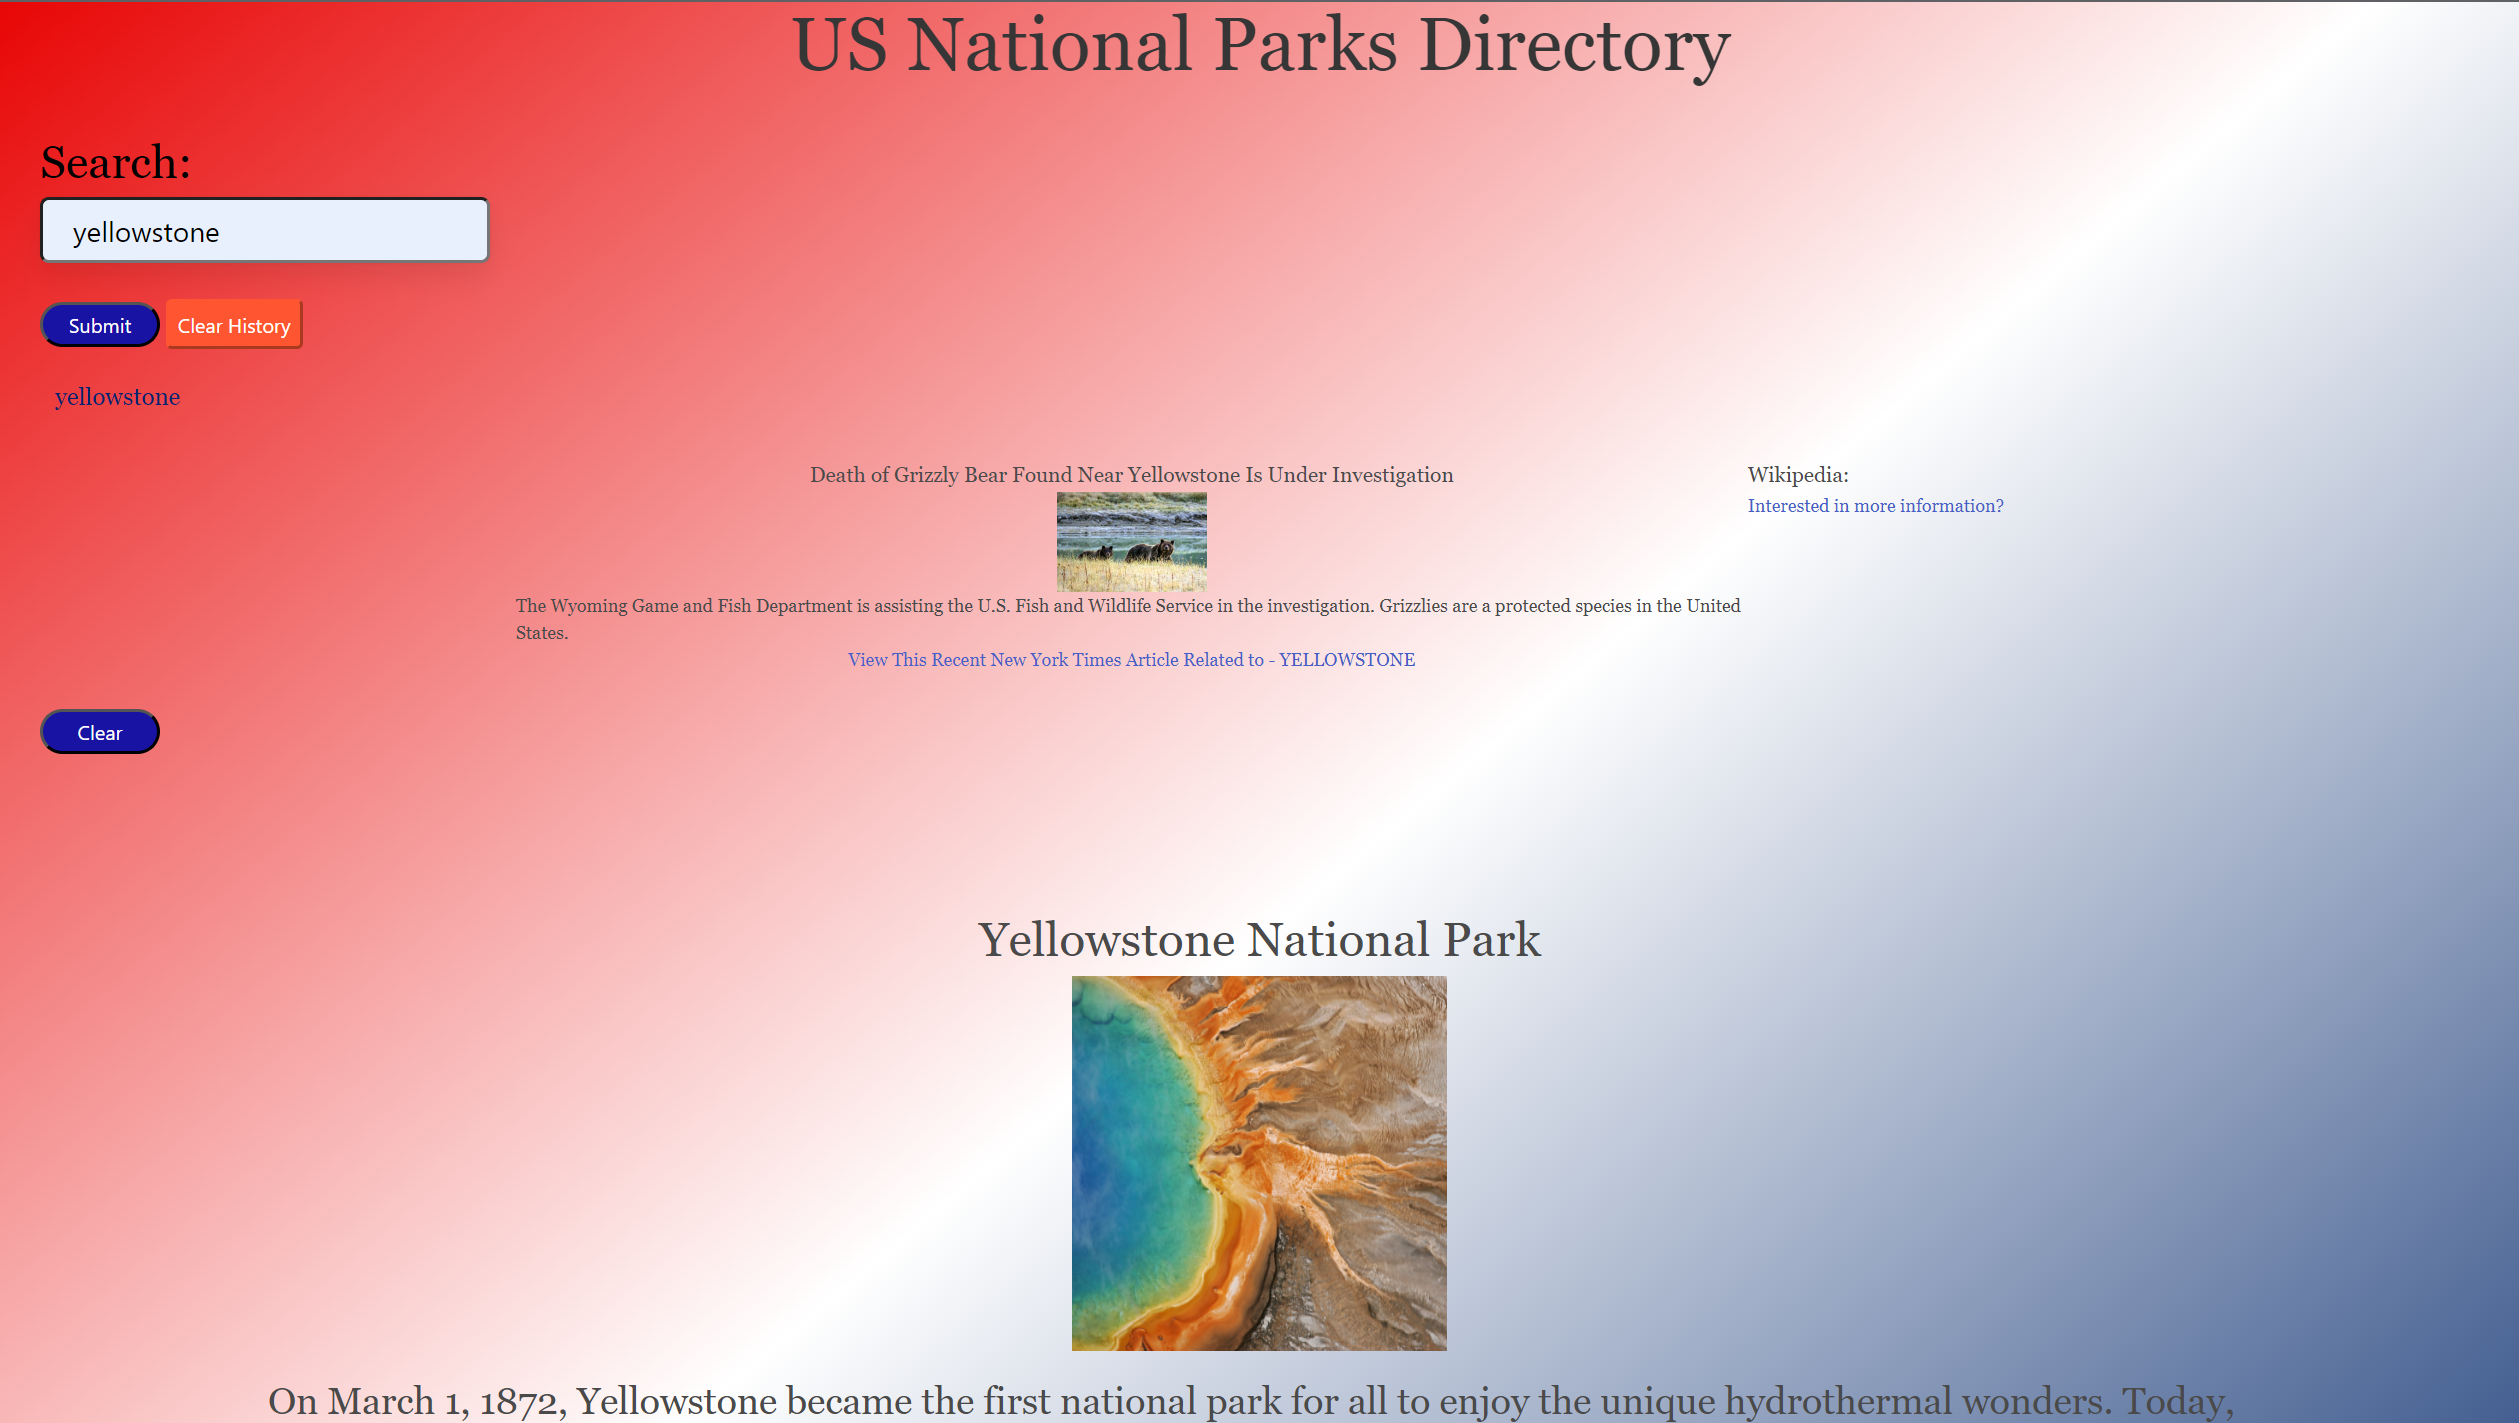 US National Parks Directory
Search:
yellowstone
Submit
Clear History
yellowstone
Death of Grizzly Bear Found Near Yellowstone Is Under Investigation
The Wyoming Game and Fish Department is assisting the U.S. Fish and Wildlife Service in the investigation. Grizzlies are a protected species in the United
States.
View This Recent New York Times Article Related to - YELLOWSTONE
Wikipedia:
Interested in more information?
Clear
Yellowstone National Park
On March 1, 1872, Yellowstone became the first national park for all to enjoy the unique hydrothermal wonders. Today,